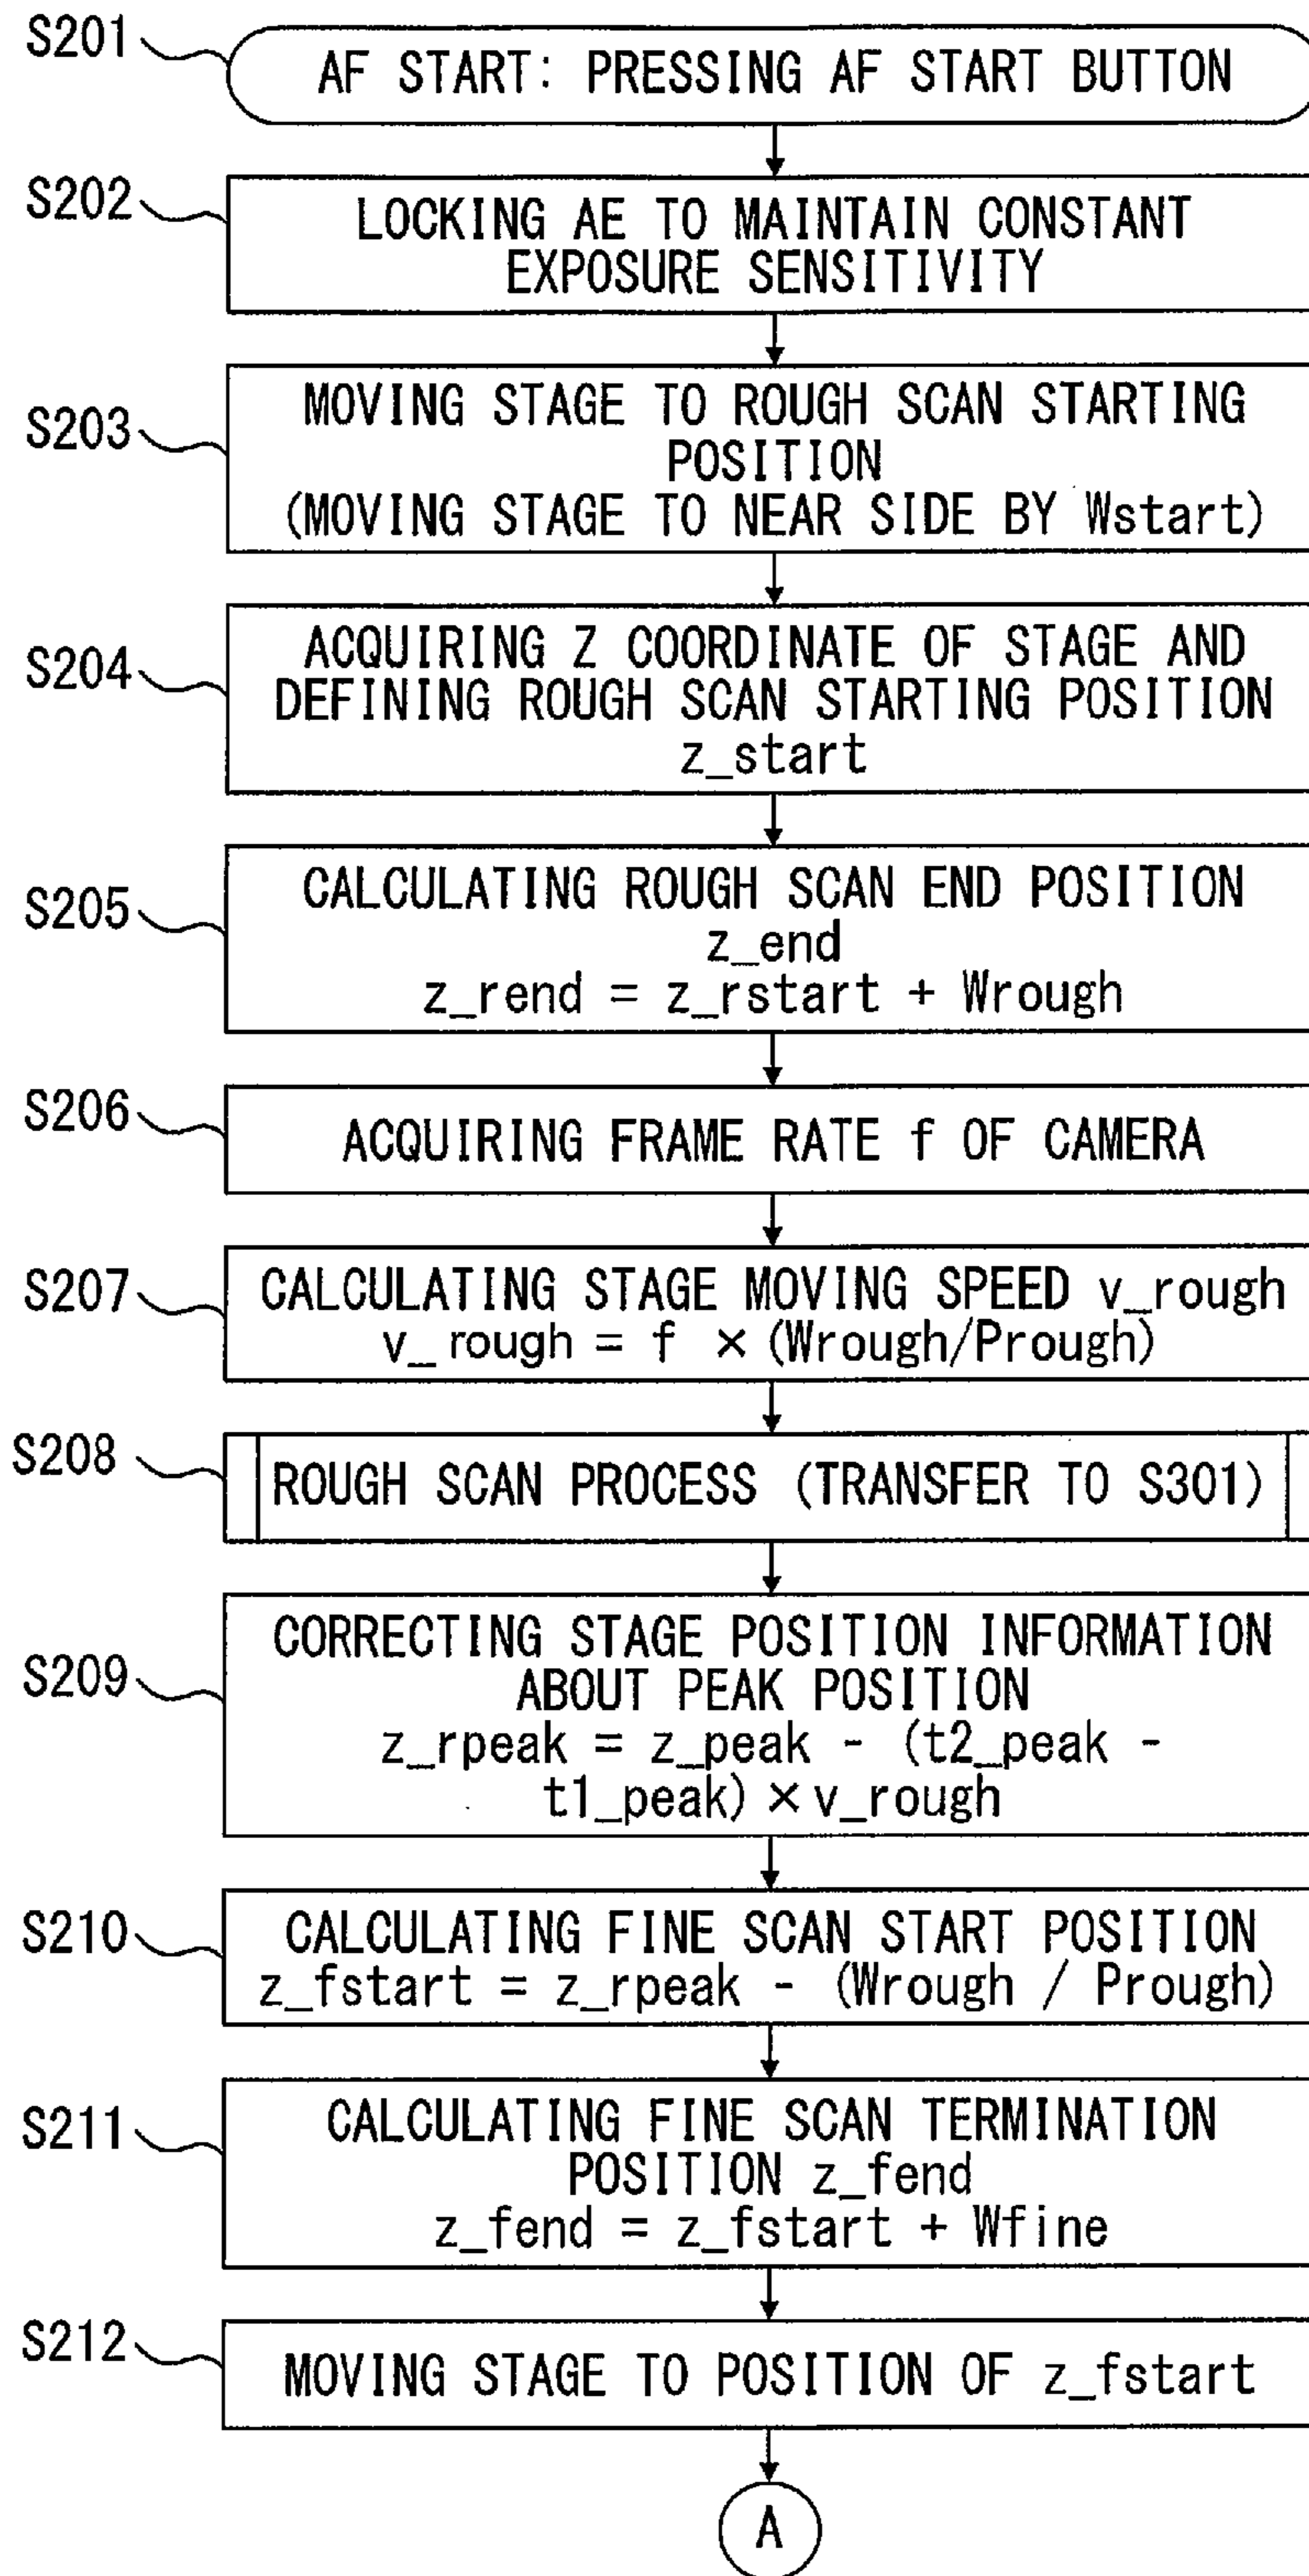 S201
AF START: PRESSING AF START BUTTON
S202
LOCKING AE TO MAINTAIN CONSTANT
EXPOSURE SENSITIVITY
S203
MOVING STAGE TO ROUGH SCAN STARTING
POSITION
(MOVING STAGE TO NEAR SIDE BY Wstart)
S204
ACQUIRING Z COORDINATE OF STAGE AND
DEFINING ROUGH SCAN STARTING POSITION
z_start
S205
CALCULATING ROUGH SCAN END POSITION
z_end
z_rend = z_rstart + Wrough
S206
ACQUIRING FRAME RATE f OF CAMERA
S207
CALCULATING STAGE MOVING SPEED v_rough
v_rough = f × (Wrough/Prough)
S208
ROUGH SCAN PROCESS (TRANSFER TO S301)
S209
CORRECTING STAGE POSITION INFORMATION
ABOUT PEAK POSITION
z_rpeak = z_peak - (t2_peak -
t1_peak) × v_rough
S210
CALCULATING FINE SCAN START POSITION
z_fstart = z_rpeak - (Wrough / Prough)
S211
CALCULATING FINE SCAN TERMINATION
POSITION z_fend
z_fend = z_fstart + Wfine
S212
MOVING STAGE TO POSITION OF z_fstart
A